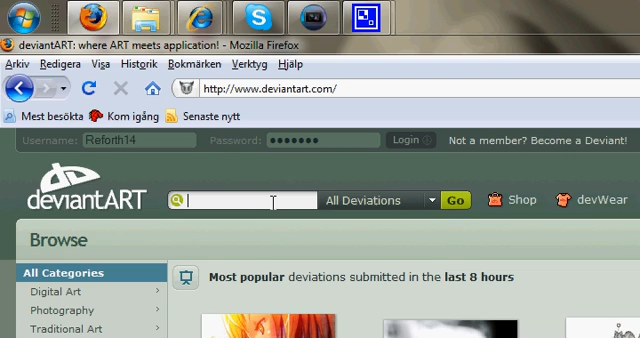 deviantART: where ART meets application! - Mozilla Firefox
Arkiv Redigera Visa Historik Bokmärken Verktyg Hjälp
http://www.deviantart.com/
Mest besökta Kom igång Senaste nytt
Username: Reforth14 Password: ●●●●●●● Login Not a member? Become a Deviant!
deviantART All Deviations Go Shop devWear
Browse
All Categories
Most popular deviations submitted in the last 8 hours
Digital Art
Photography
Traditional Art